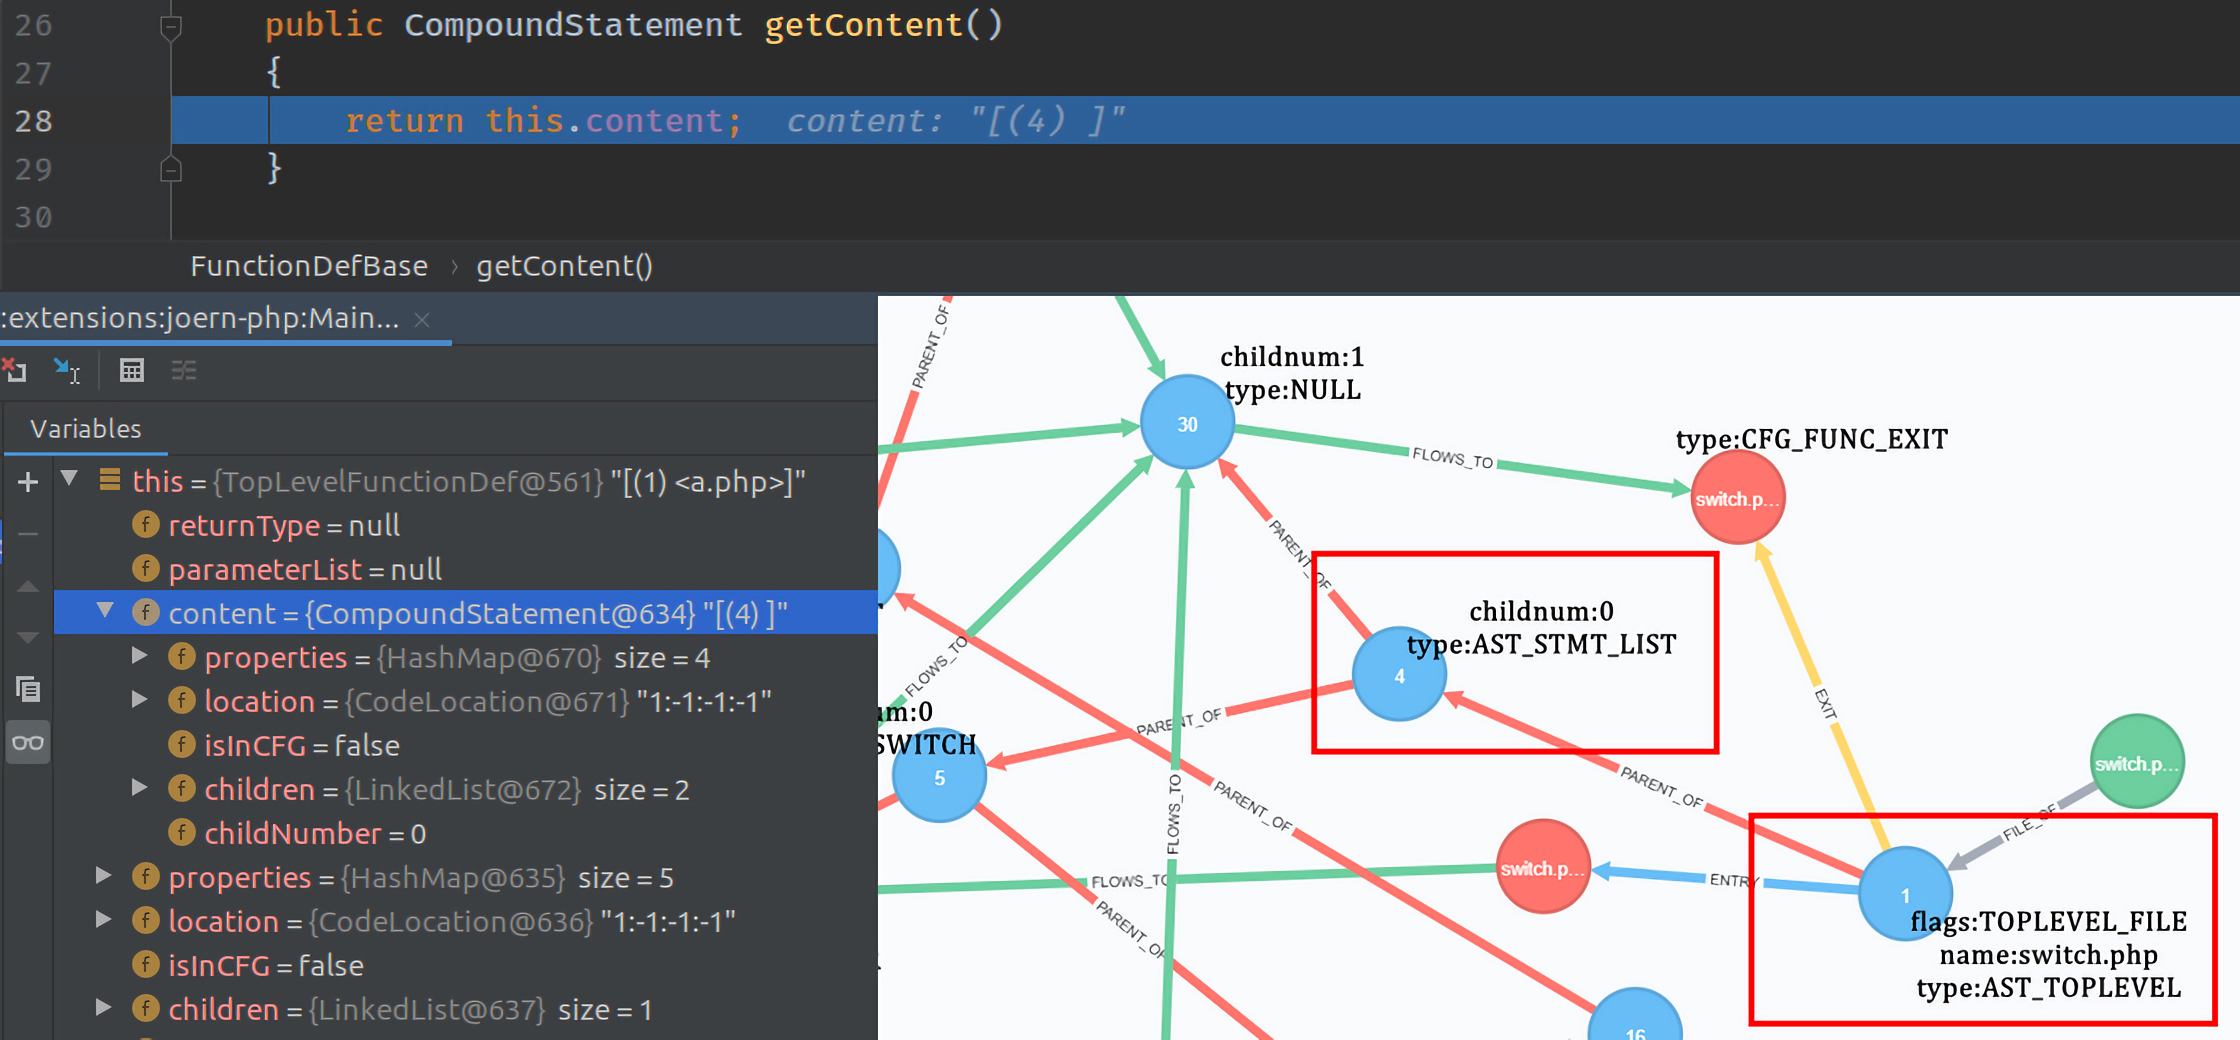 26 public CompoundStatement getContent()
27 {
28 return this.content; content: "[(4) ]"
29 }
30
FunctionDefBase › getContent()
:extensions:joern-php:Main... ×
Variables
this = {TopLevelFunctionDef@561} "[(1) <a.php>]"
returnType = null
parameterList = null
content = {CompoundStatement@634} "[(4) ]"
properties = {HashMap@670} size = 4
location = {CodeLocation@671} "1:-1:-1:-1"
isInCFG = false
children = {LinkedList@672} size = 2
childNumber = 0
properties = {HashMap@635} size = 5
location = {CodeLocation@636} "1:-1:-1:-1"
isInCFG = false
children = {LinkedList@637} size = 1
PARENT_OF
childnum:1
type:NULL
30
FLOWS_TO
type:CFG_FUNC_EXIT
switch.p...
PARENT_OF
childnum:0
type:AST_STMT_LIST
4
FLOWS_TO
PARENT_OF
um:0
SWITCH
5
EXIT
PARENT_OF
switch.p...
FLOWS_TO
PARENT_OF
FILE_OF
FLOWS_TO
switch.p...
ENTRY
1
PARENT_OF
flags:TOPLEVEL_FILE
name:switch.php
type:AST_TOPLEVEL
16